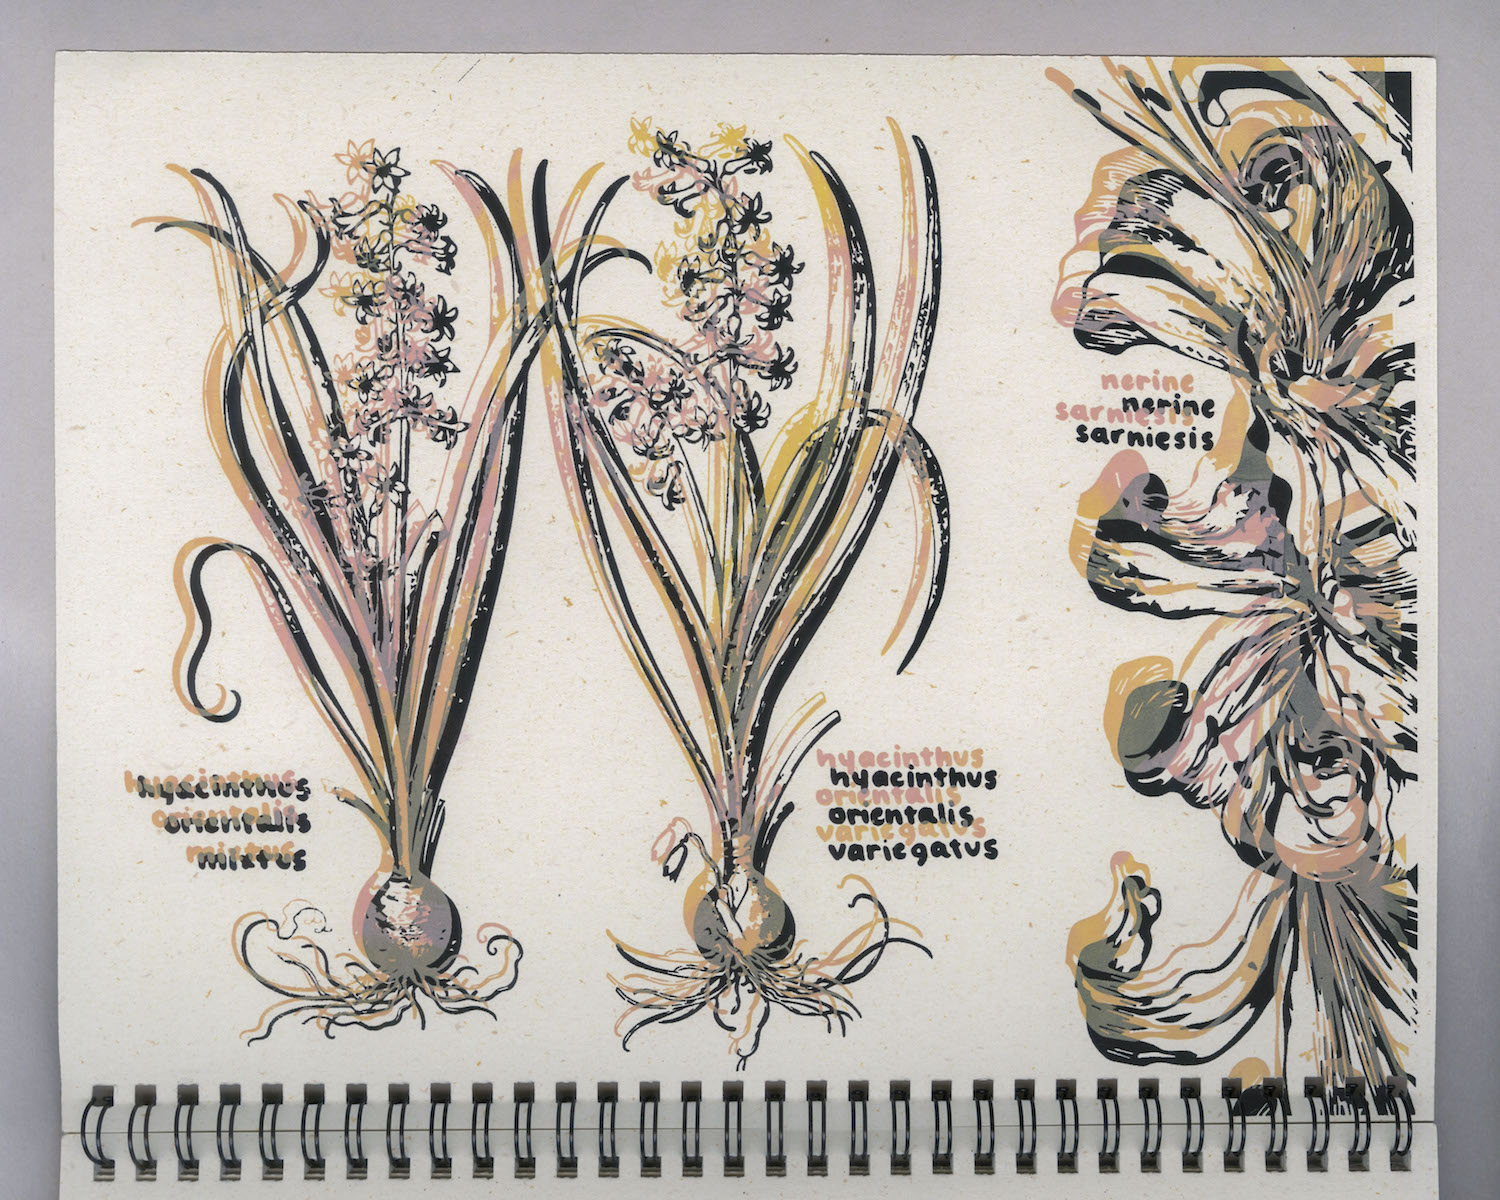 hyacinthus
orientalis
mixtus
hyacinthus
orientalis
variegatus
nerine
sarniesis